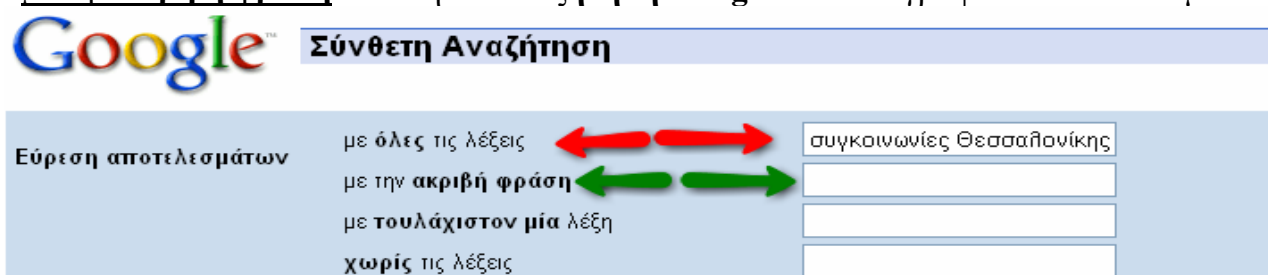 Google™ Σύνθετη Αναζήτηση
Εύρεση αποτελεσμάτων
με όλες τις λέξεις συγκοινωνίες Θεσσαλονίκης
με την ακριβή φράση
με τουλάχιστον μία λέξη
χωρίς τις λέξεις